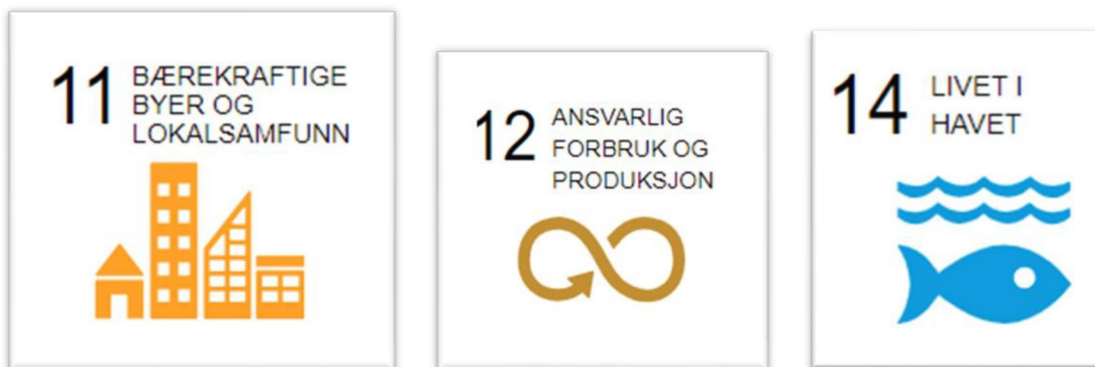 11 BÆREKRAFTIGE
BYER OG
LOKALSAMFUNN
12 ANSVARLIG
FORBRUK OG
PRODUKSJON
14 LIVET I
HAVET